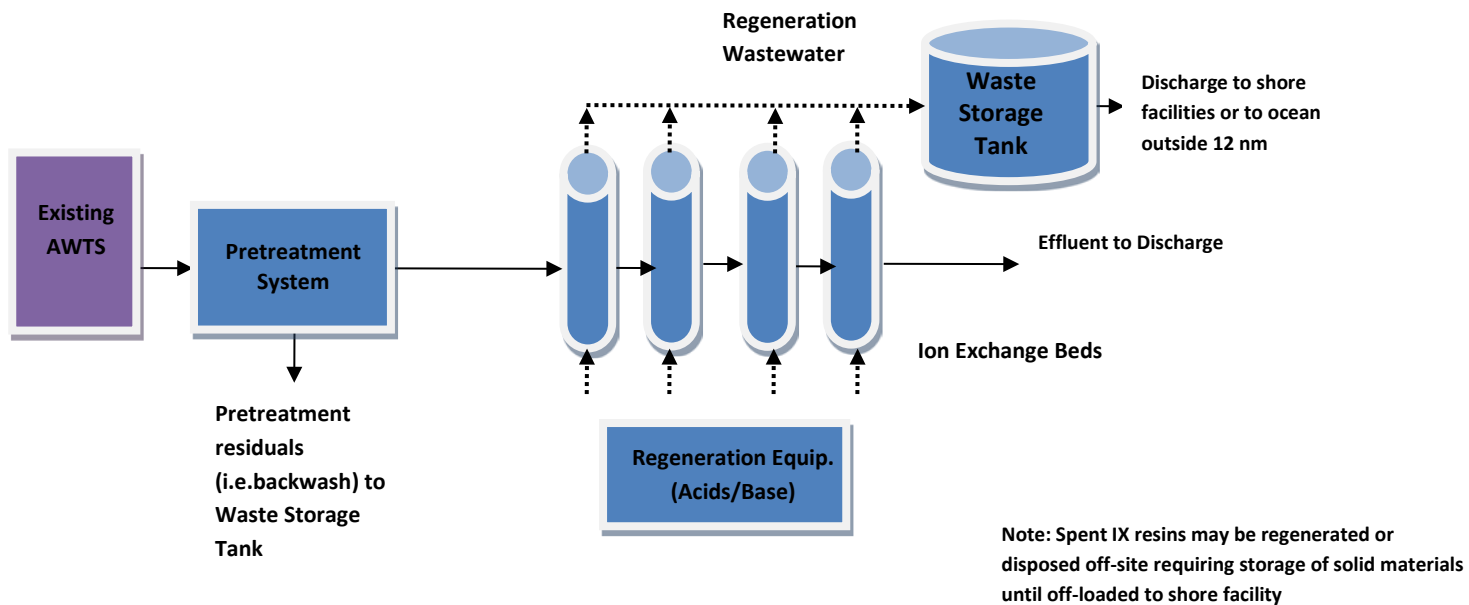 Regeneration
Wastewater
Waste
Storage
Tank
Discharge to shore
facilities or to ocean
outside 12 nm
Existing
AWTS
Pretreatment
System
Effluent to Discharge
Ion Exchange Beds
Pretreatment
residuals
(i.e.backwash) to
Waste Storage
Tank
Regeneration Equip.
(Acids/Base)
Note: Spent IX resins may be regenerated or
disposed off-site requiring storage of solid materials
until off-loaded to shore facility